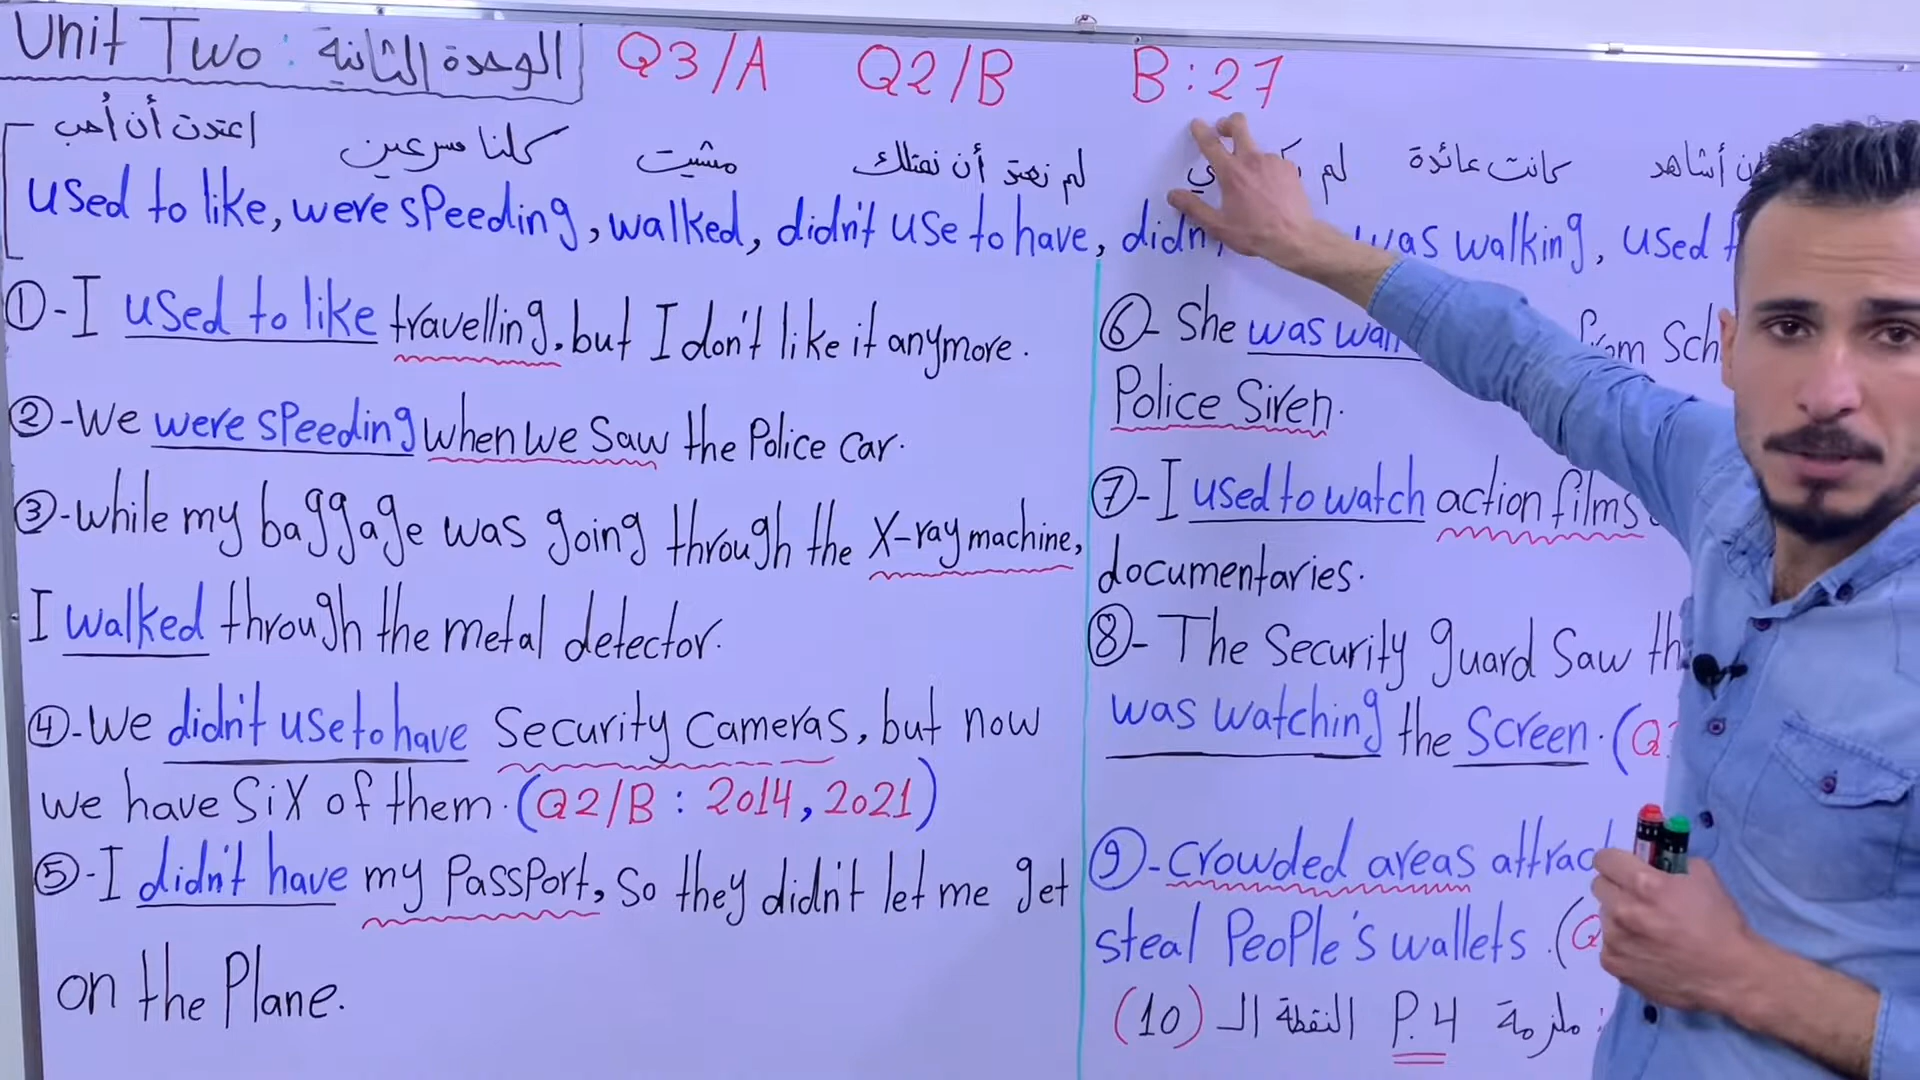 Unit Two : الوحدة الثانية Q3/A Q2/B B:27
اعتدت أن أُحب كلنا مسرعين مشيت لم نعتد أن نمتلك لم كانت عائدة أشاهد
used to like, were speeding, walked, didn't use to have, was walking, used
①-I used to like travelling, but I don't like it anymore.
②-We were speeding when we saw the Police car.
③-while my baggage was going through the X-ray machine,
I walked through the metal detector.
④-We didn't use to have security cameras, but now
we have six of them. (Q2/B : 2014, 2021)
⑤-I didn't have my Passport, so they didn't let me get
on the Plane.
⑥- She was from
Police Siren.
⑦-I used to watch action films
documentaries.
⑧- The security guard saw
was watching the screen. (
⑨-Crowded areas
steal People's wallets. (
ملزمة P.4 النقطة الـ (10)